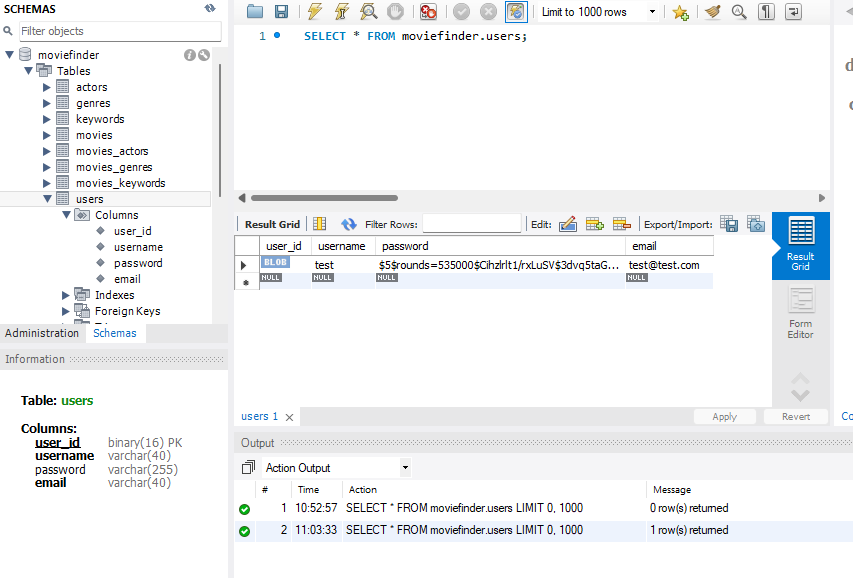 SCHEMAS
Filter objects
moviefinder
Tables
actors
genres
keywords
movies
movies_actors
movies_genres
movies_keywords
users
Columns
user_id
username
password
email
Indexes
Foreign Keys
Administration Schemas
Information
Table: users
Columns:
user_id binary(16) PK
username varchar(40)
password varchar(255)
email varchar(40)
Limit to 1000 rows
1 SELECT * FROM moviefinder.users;
Result Grid Filter Rows: Edit: Export/Import:
user_id username password email
BLOB test $5$rounds=535000$Cihzlrlt1/rxLuSV$3dvq5taG... test@test.com
NULL NULL NULL NULL
Result
Grid
Form
Editor
users 1
Apply Revert
Output
Action Output
# Time Action Message
1 10:52:57 SELECT * FROM moviefinder.users LIMIT 0, 1000 0 row(s) returned
2 11:03:33 SELECT * FROM moviefinder.users LIMIT 0, 1000 1 row(s) returned